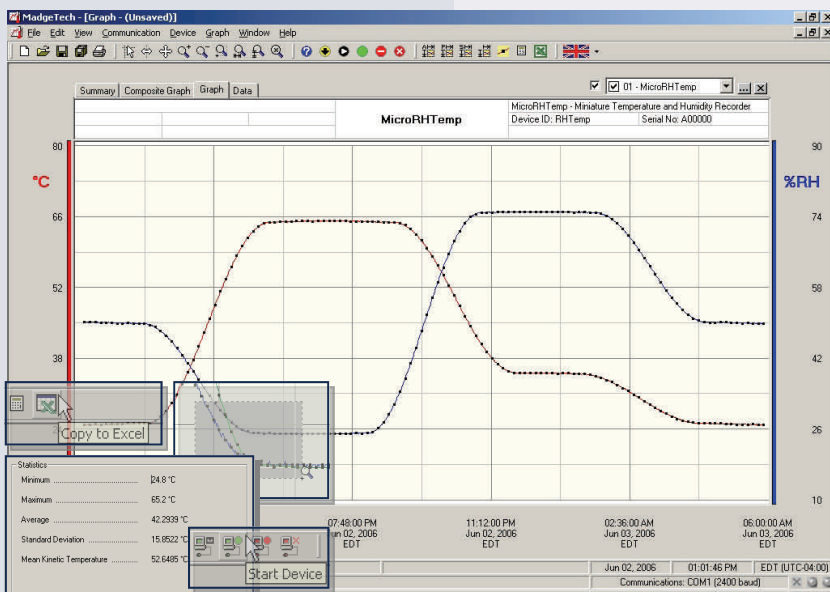 MadgeTech - [Graph - (Unsaved)]
File Edit View Communication Device Graph Window Help
Summary Composite Graph Graph Data
01 - MicroRHTemp
MicroRHTemp
MicroRHTemp - Miniature Temperature and Humidity Recorder
Device ID: RHTemp Serial No: A00000
80 90
°C %RH
66 74
52 58
38 42
Copy to Excel
26
10
Statistics
Minimum 24.8 °C
Maximum 65.2 °C
Average 42.2939 °C
Standard Deviation 15.8522 °C
Mean Kinetic Temperature 52.6485 °C
07:48:00 PM 11:12:00 PM 02:36:00 AM 06:00:00 AM
Jun 02, 2006 Jun 02, 2006 Jun 03, 2006 Jun 03, 2006
EDT EDT EDT EDT
Start Device
Jun 02, 2006 01:01:46 PM EDT (UTC-04:00)
Communications: COM1 (2400 baud)